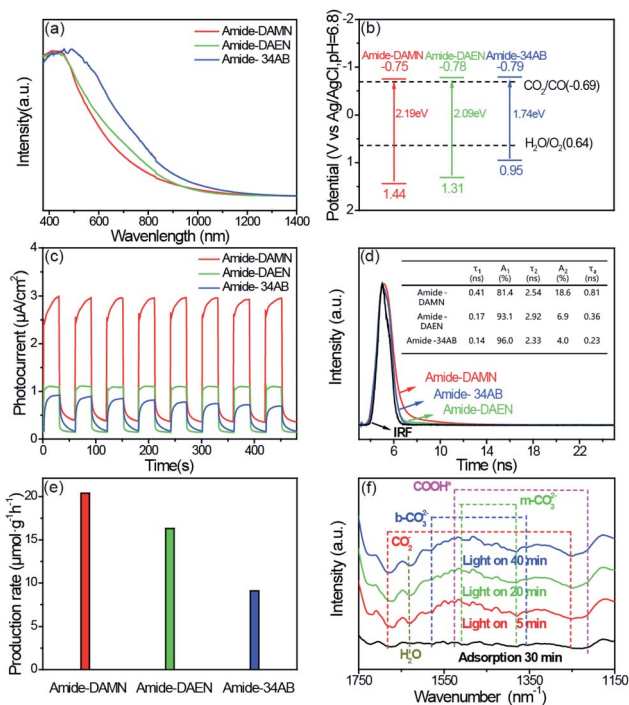 (a)
Amide-DAMN
Amide-DAEN
Amide- 34AB
Intensity(a.u.)
400 600 800 1000 1200 1400
Wavelength (nm)
(b)
Amide-DAMN Amide-DAEN Amide-34AB
-0.75 -0.78 -0.79
CO₂/CO(-0.69)
2.19eV 2.09eV 1.74eV
H₂O/O₂(0.64)
1.44 1.31 0.95
Potential (V vs Ag/AgCl,pH=6.8)
-2
-1
0
1
2
(c)
Amide-DAMN
Amide-DAEN
Amide- 34AB
Photocurrent (μA/cm²)
4
3
2
1
0
0 100 200 300 400
Time(s)
(d)
τ₁ (ns) A₁ (%) τ₂ (ns) A₂ (%) τₐ (ns)
Amide - DAMN 0.41 81.4 2.54 18.6 0.81
Amide - DAEN 0.17 93.1 2.92 6.9 0.36
Amide -34AB 0.14 96.0 2.33 4.0 0.23
Amide-DAMN
Amide- 34AB
Amide-DAEN
IRF
Intensity (a.u.)
6 12 18 24
Time (ns)
(e)
Production rate (μmol·g⁻¹h⁻¹)
20
15
10
5
0
Amide-DAMN Amide-DAEN Amide-34AB
(f)
COOH*
m-CO₃²⁻
b-CO₃²⁻
CO₂⁻
Light on 40 min
Light on 20 min
Light on 5 min
H₂O
Adsorption 30 min
Intensity (a.u.)
1750 1550 1350 1150
Wavenumber (nm⁻¹)